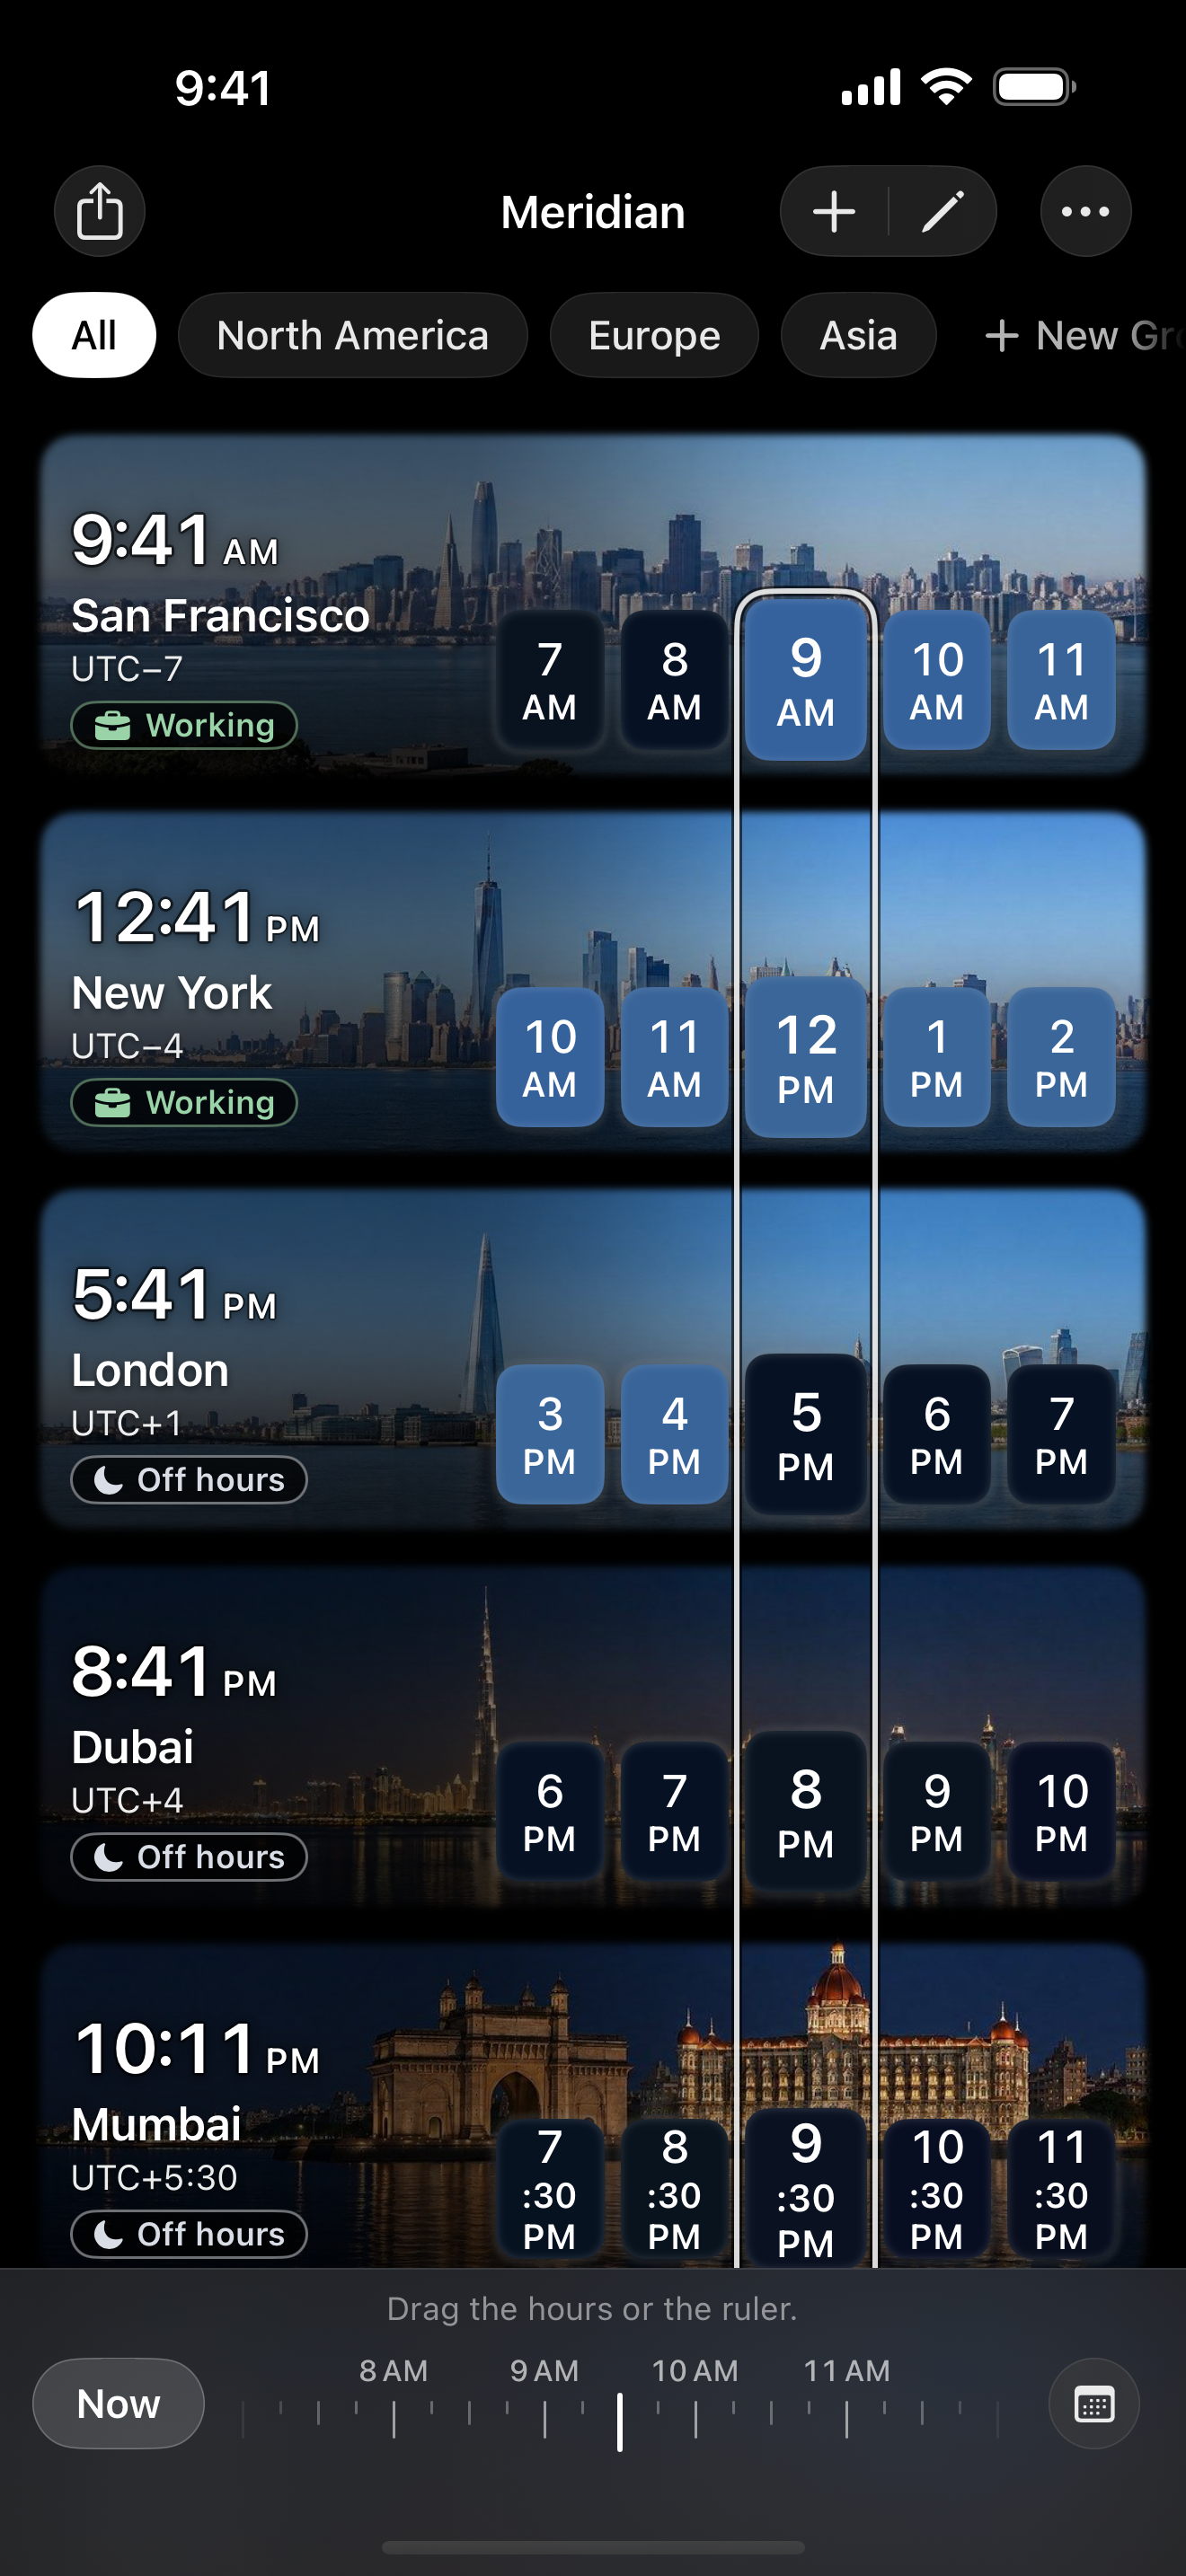 9:41
Meridian
All
North America
Europe
Asia
+ New
9:41 AM
San Francisco
UTC−7
Working
7 AM
8 AM
9 AM
10 AM
11 AM
12:41 PM
New York
UTC−4
Working
10 AM
11 AM
12 PM
1 PM
2 PM
5:41 PM
London
UTC+1
Off hours
3 PM
4 PM
5 PM
6 PM
7 PM
8:41 PM
Dubai
UTC+4
Off hours
6 PM
7 PM
8 PM
9 PM
10 PM
10:11 PM
Mumbai
UTC+5:30
Off hours
7 :30 PM
8 :30 PM
9 :30 PM
10 :30 PM
11 :30 PM
Drag the hours or the ruler.
Now
8 AM
9 AM
10 AM
11 AM